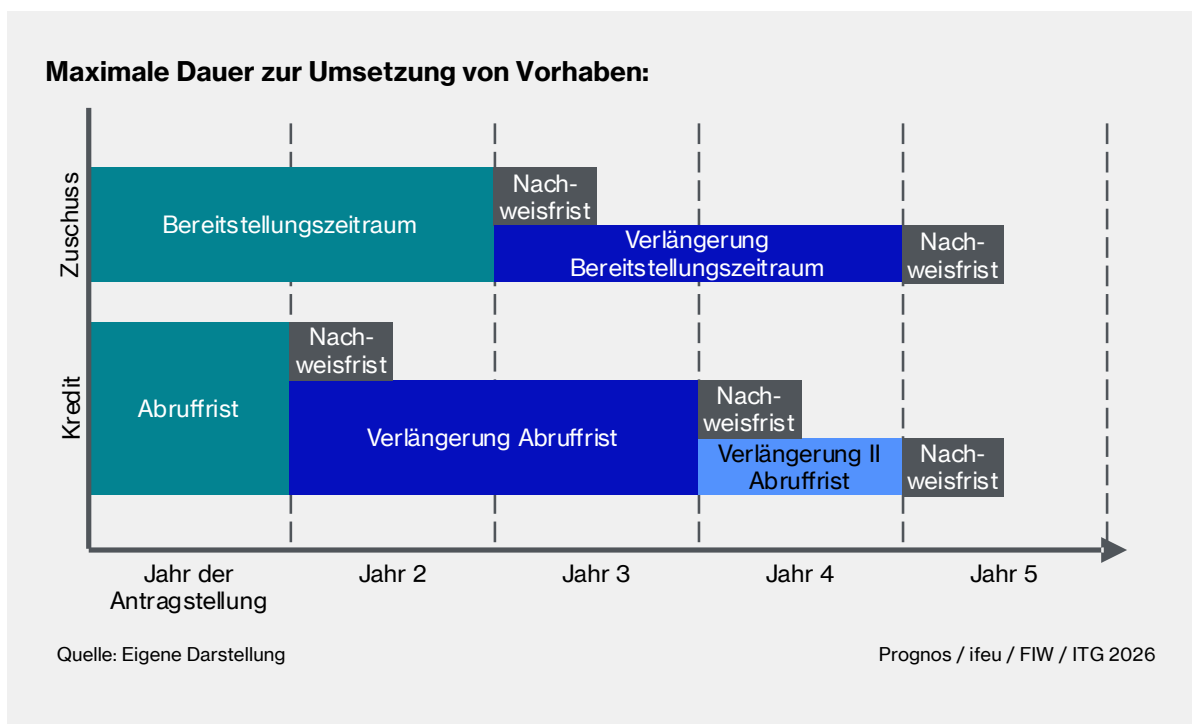 Maximale Dauer zur Umsetzung von Vorhaben:
Zuschuss
Bereitstellungszeitraum
Nach-
weisfrist
Verlängerung
Bereitstellungszeitraum
Nach-
weisfrist
Kredit
Abruffrist
Nach-
weisfrist
Verlängerung Abruffrist
Nach-
weisfrist
Verlängerung II
Abruffrist
Nach-
weisfrist
Jahr der
Antragstellung
Jahr 2
Jahr 3
Jahr 4
Jahr 5
Quelle: Eigene Darstellung
Prognos / ifeu / FIW / ITG 2026